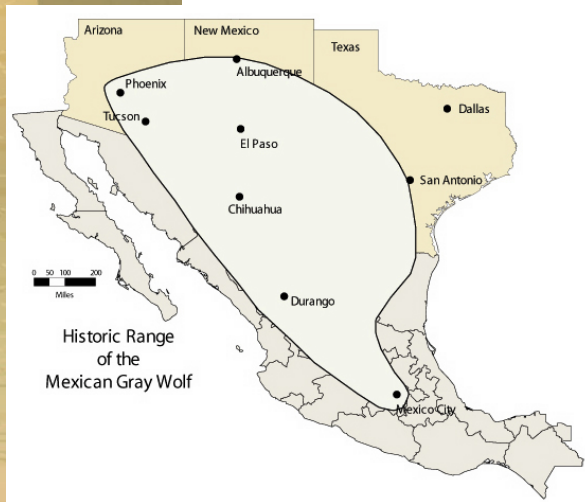 Arizona
New Mexico
Texas
Albuquerque
Phoenix
Dallas
Tucson
El Paso
San Antonio
Chihuahua
0 50 100 200
Miles
Durango
Historic Range
of the
Mexican Gray Wolf
Mexico City